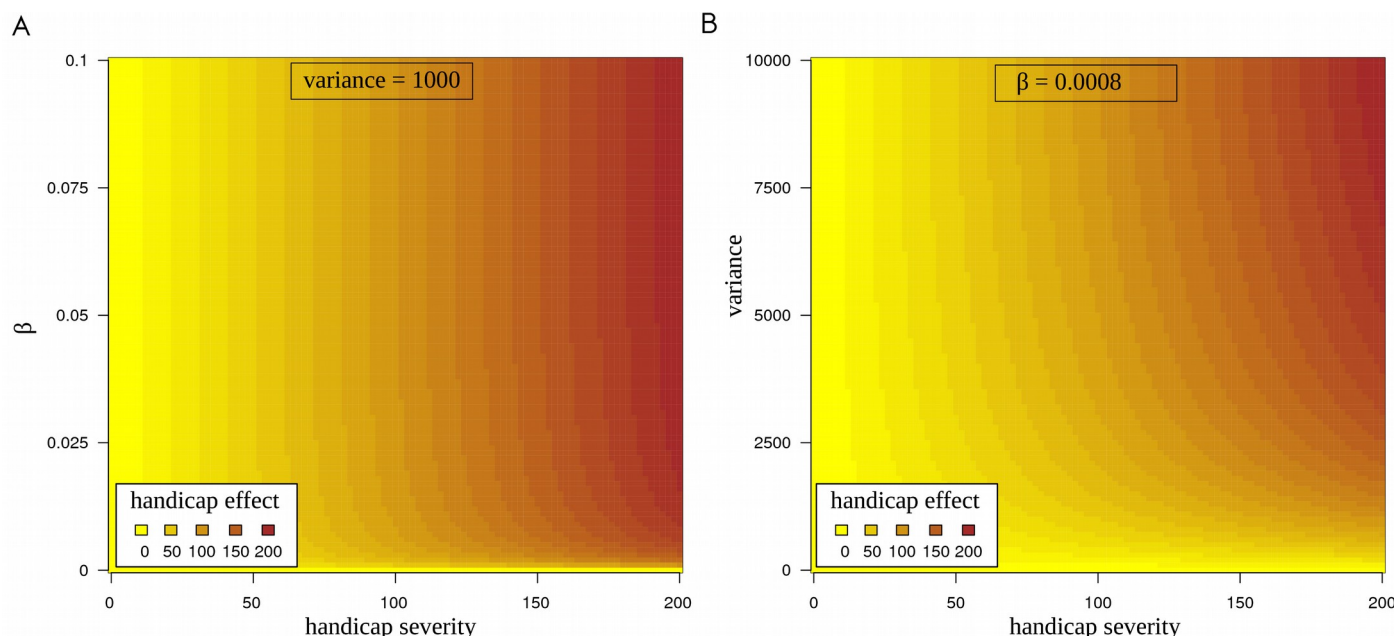 A
variance = 1000
0.1
0.075
0.05
0.025
0
β
handicap effect
0 50 100 150 200
0 50 100 150 200
handicap severity
B
β = 0.0008
10000
7500
5000
2500
0
variance
handicap effect
0 50 100 150 200
0 50 100 150 200
handicap severity